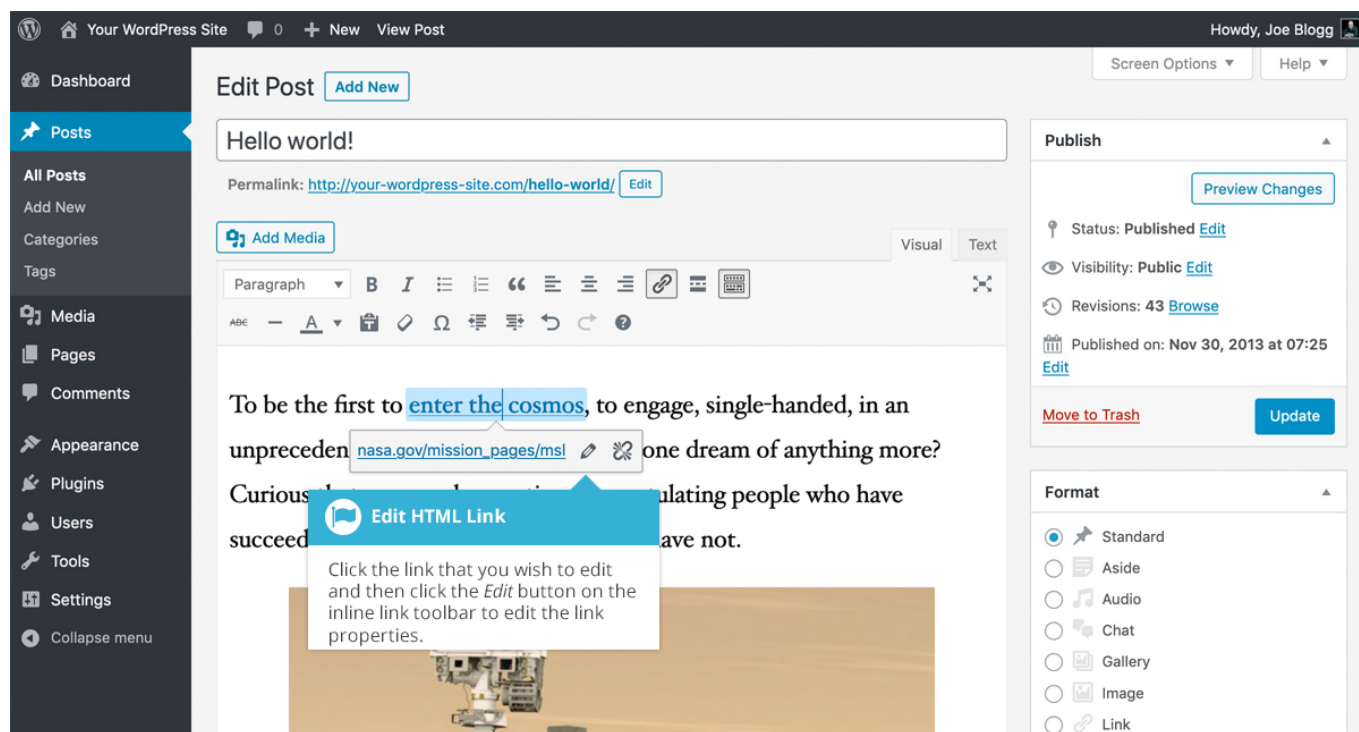 Your WordPress Site 0 + New View Post Howdy, Joe Blogg
Screen Options Help
Dashboard
Posts
All Posts
Add New
Categories
Tags
Media
Pages
Comments
Appearance
Plugins
Users
Tools
Settings
Collapse menu
Edit Post Add New
Hello world!
Permalink: http://your-wordpress-site.com/hello-world/ Edit
Add Media
Visual Text
Paragraph B I
ABC A Ω
To be the first to enter the cosmos, to engage, single-handed, in an
unpreceden nasa.gov/mission_pages/msl one dream of anything more?
Curious ulating people who have
succeed ave not.
Edit HTML Link
Click the link that you wish to edit
and then click the Edit button on the
inline link toolbar to edit the link
properties.
Publish
Preview Changes
Status: Published Edit
Visibility: Public Edit
Revisions: 43 Browse
Published on: Nov 30, 2013 at 07:25
Edit
Move to Trash Update
Format
Standard
Aside
Audio
Chat
Gallery
Image
Link